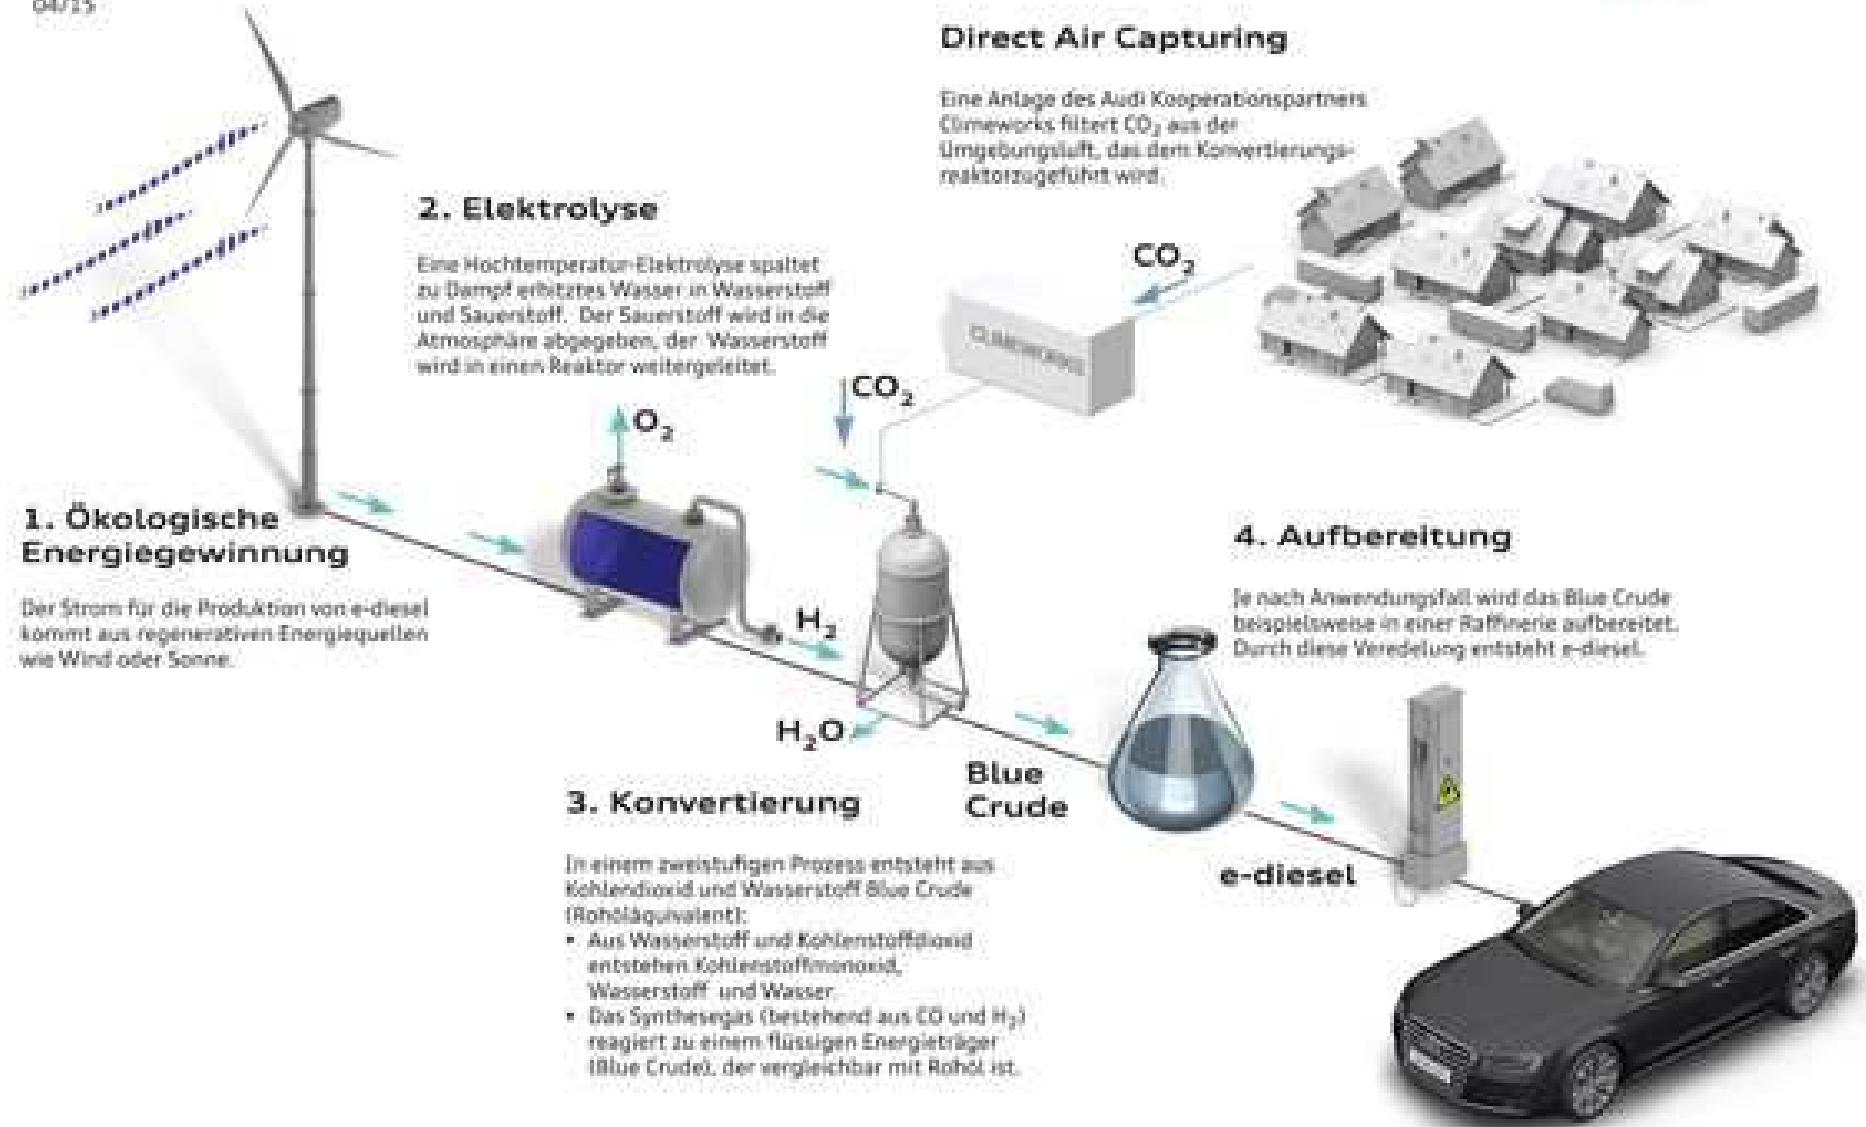 04/15
Direct Air Capturing
Eine Anlage des Audi Kooperationspartners
Climeworks filtert CO₂ aus der
Umgebungsluft, das dem Konvertierungs-
reaktorzugeführt wird.
2. Elektrolyse
Eine Hochtemperatur-Elektrolyse spaltet
zu Dampf erhitztes Wasser in Wasserstoff
und Sauerstoff. Der Sauerstoff wird in die
Atmosphäre abgegeben, der Wasserstoff
wird in einen Reaktor weitergeleitet.
CO₂
CLIMEWORKS
CO₂
O₂
1. Ökologische
Energiegewinnung
Der Strom für die Produktion von e-diesel
kommt aus regenerativen Energiequellen
wie Wind oder Sonne.
H₂
H₂O
4. Aufbereitung
Je nach Anwendungsfall wird das Blue Crude
beispielsweise in einer Raffinerie aufbereitet.
Durch diese Veredelung entsteht e-diesel.
Blue
Crude
3. Konvertierung
In einem zweistufigen Prozess entsteht aus
Kohlendioxid und Wasserstoff Blue Crude
(Rohöläquivalent):
• Aus Wasserstoff und Kohlenstoffdioxid
entstehen Kohlenstoffmonoxid,
Wasserstoff und Wasser.
• Das Synthesegas (bestehend aus CO und H₂)
reagiert zu einem flüssigen Energieträger
(Blue Crude), der vergleichbar mit Rohöl ist.
e-diesel